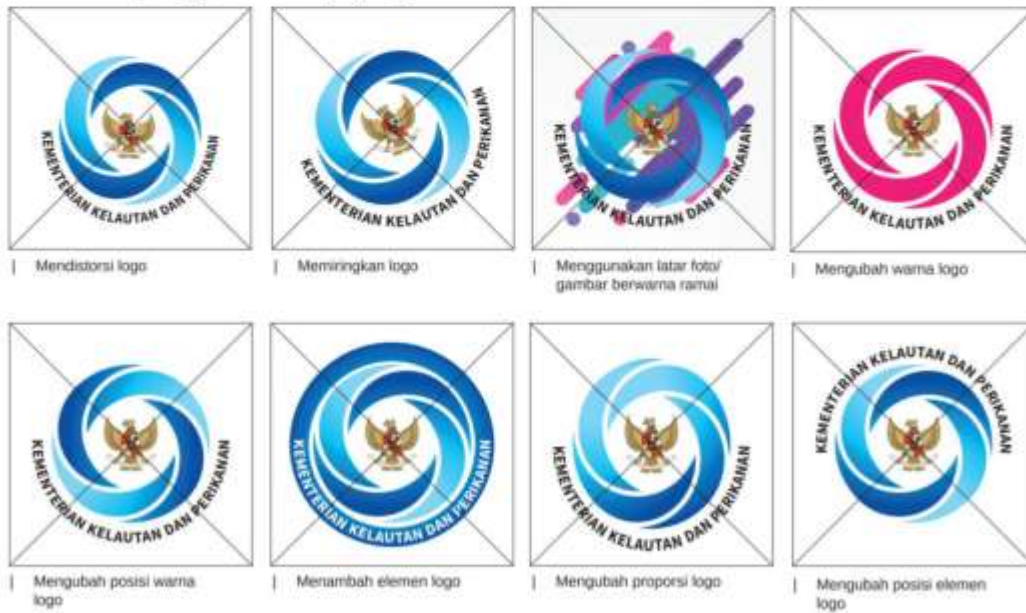 KEMENTERIAN KELAUTAN DAN PERIKANAN
KEMENTERIAN KELAUTAN DAN PERIKANAN
KEMENTERIAN KELAUTAN DAN PERIKANAN
KEMENTERIAN KELAUTAN DAN PERIKANAN
| Mendistorsi logo
| Memiringkan logo
| Menggunakan latar foto/
gambar berwarna ramai
| Mengubah warna logo
KEMENTERIAN KELAUTAN DAN PERIKANAN
KEMENTERIAN KELAUTAN DAN PERIKANAN
KEMENTERIAN KELAUTAN DAN PERIKANAN
KEMENTERIAN KELAUTAN DAN PERIKANAN
| Mengubah posisi warna
logo
| Menambah elemen logo
| Mengubah proporsi logo
| Mengubah posisi elemen
logo